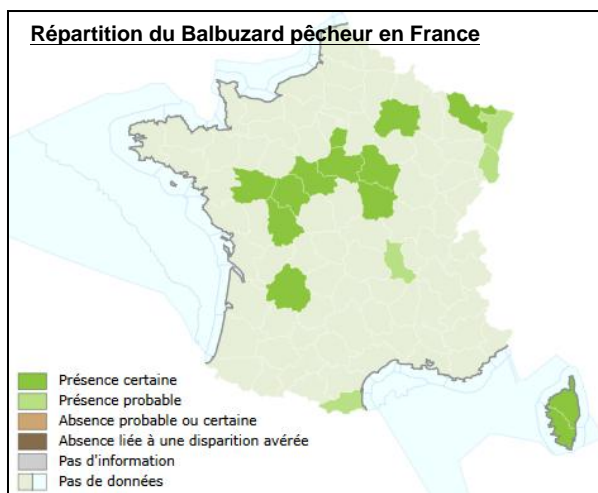 Répartition du Balbuzard pêcheur en France
Présence certaine
Présence probable
Absence probable ou certaine
Absence liée à une disparition avérée
Pas d'information
Pas de données